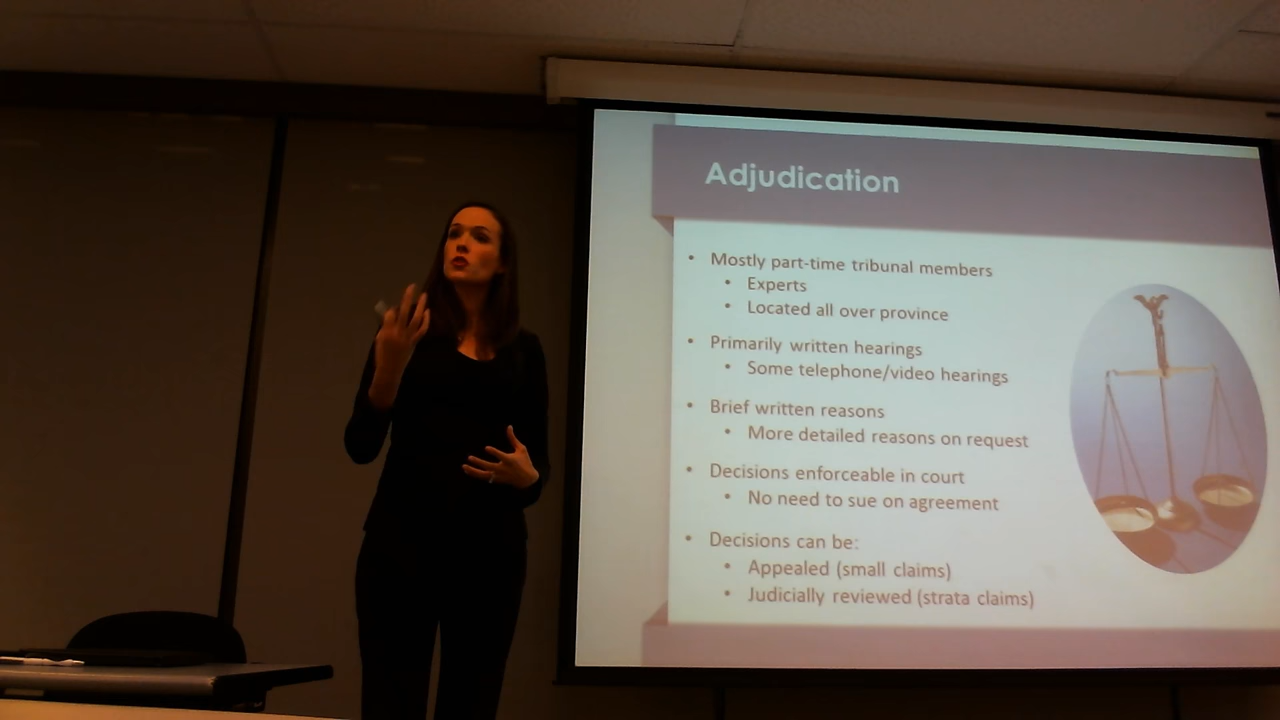 Adjudication
• Mostly part-time tribunal members
• Experts
• Located all over province
• Primarily written hearings
• Some telephone/video hearings
• Brief written reasons
• More detailed reasons on request
• Decisions enforceable in court
• No need to sue on agreement
• Decisions can be:
• Appealed (small claims)
• Judicially reviewed (strata claims)